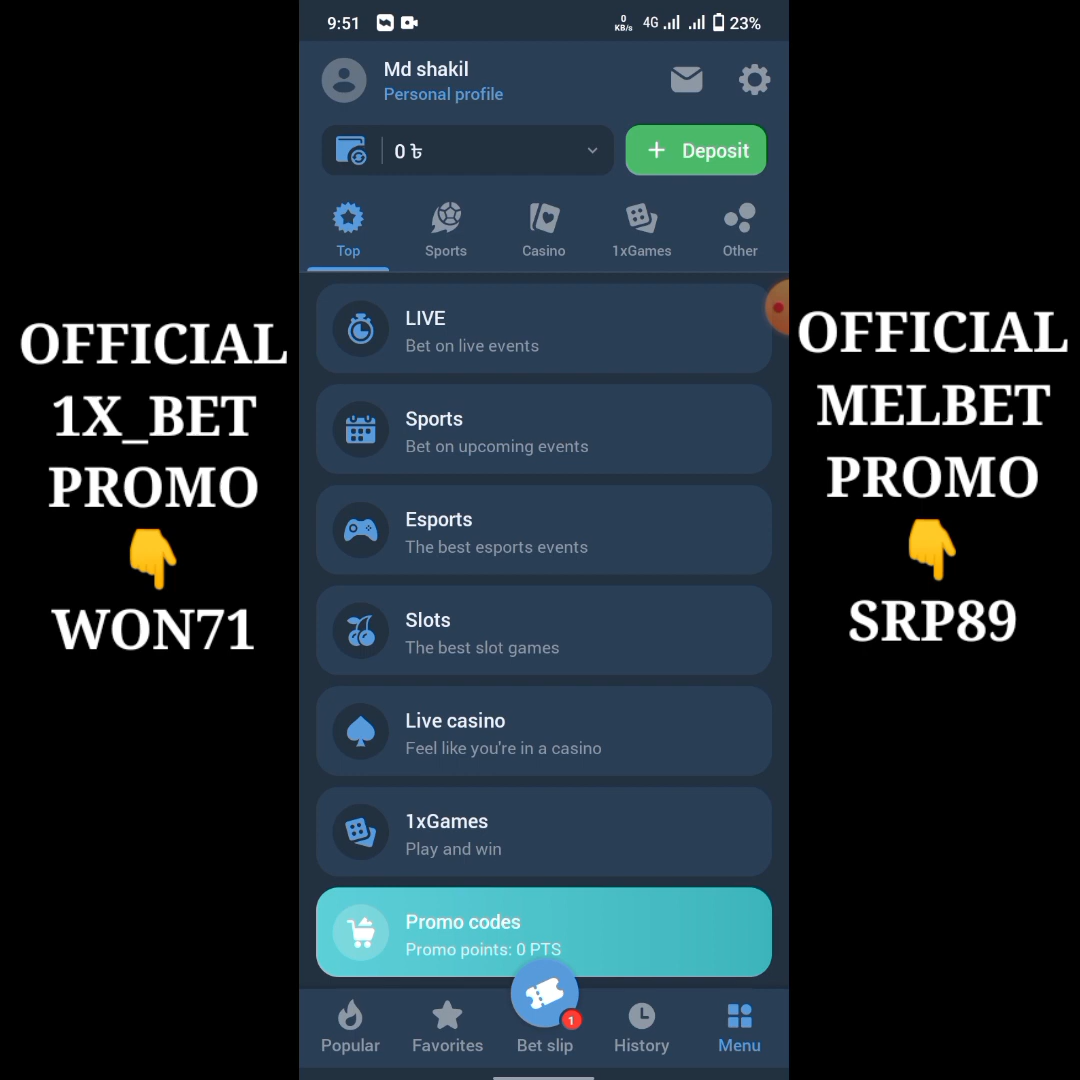 9:51
0
KB/s
4G
23%
Md shakil
Personal profile
0 ৳
+ Deposit
Top
Sports
Casino
1xGames
Other
LIVE
Bet on live events
Sports
Bet on upcoming events
Esports
The best esports events
Slots
The best slot games
Live casino
Feel like you're in a casino
1xGames
Play and win
Promo codes
Promo points: 0 PTS
Popular
Favorites
Bet slip
1
History
Menu
OFFICIAL
1X_BET
PROMO
👇
WON71
OFFICIAL
MELBET
PROMO
👇
SRP89